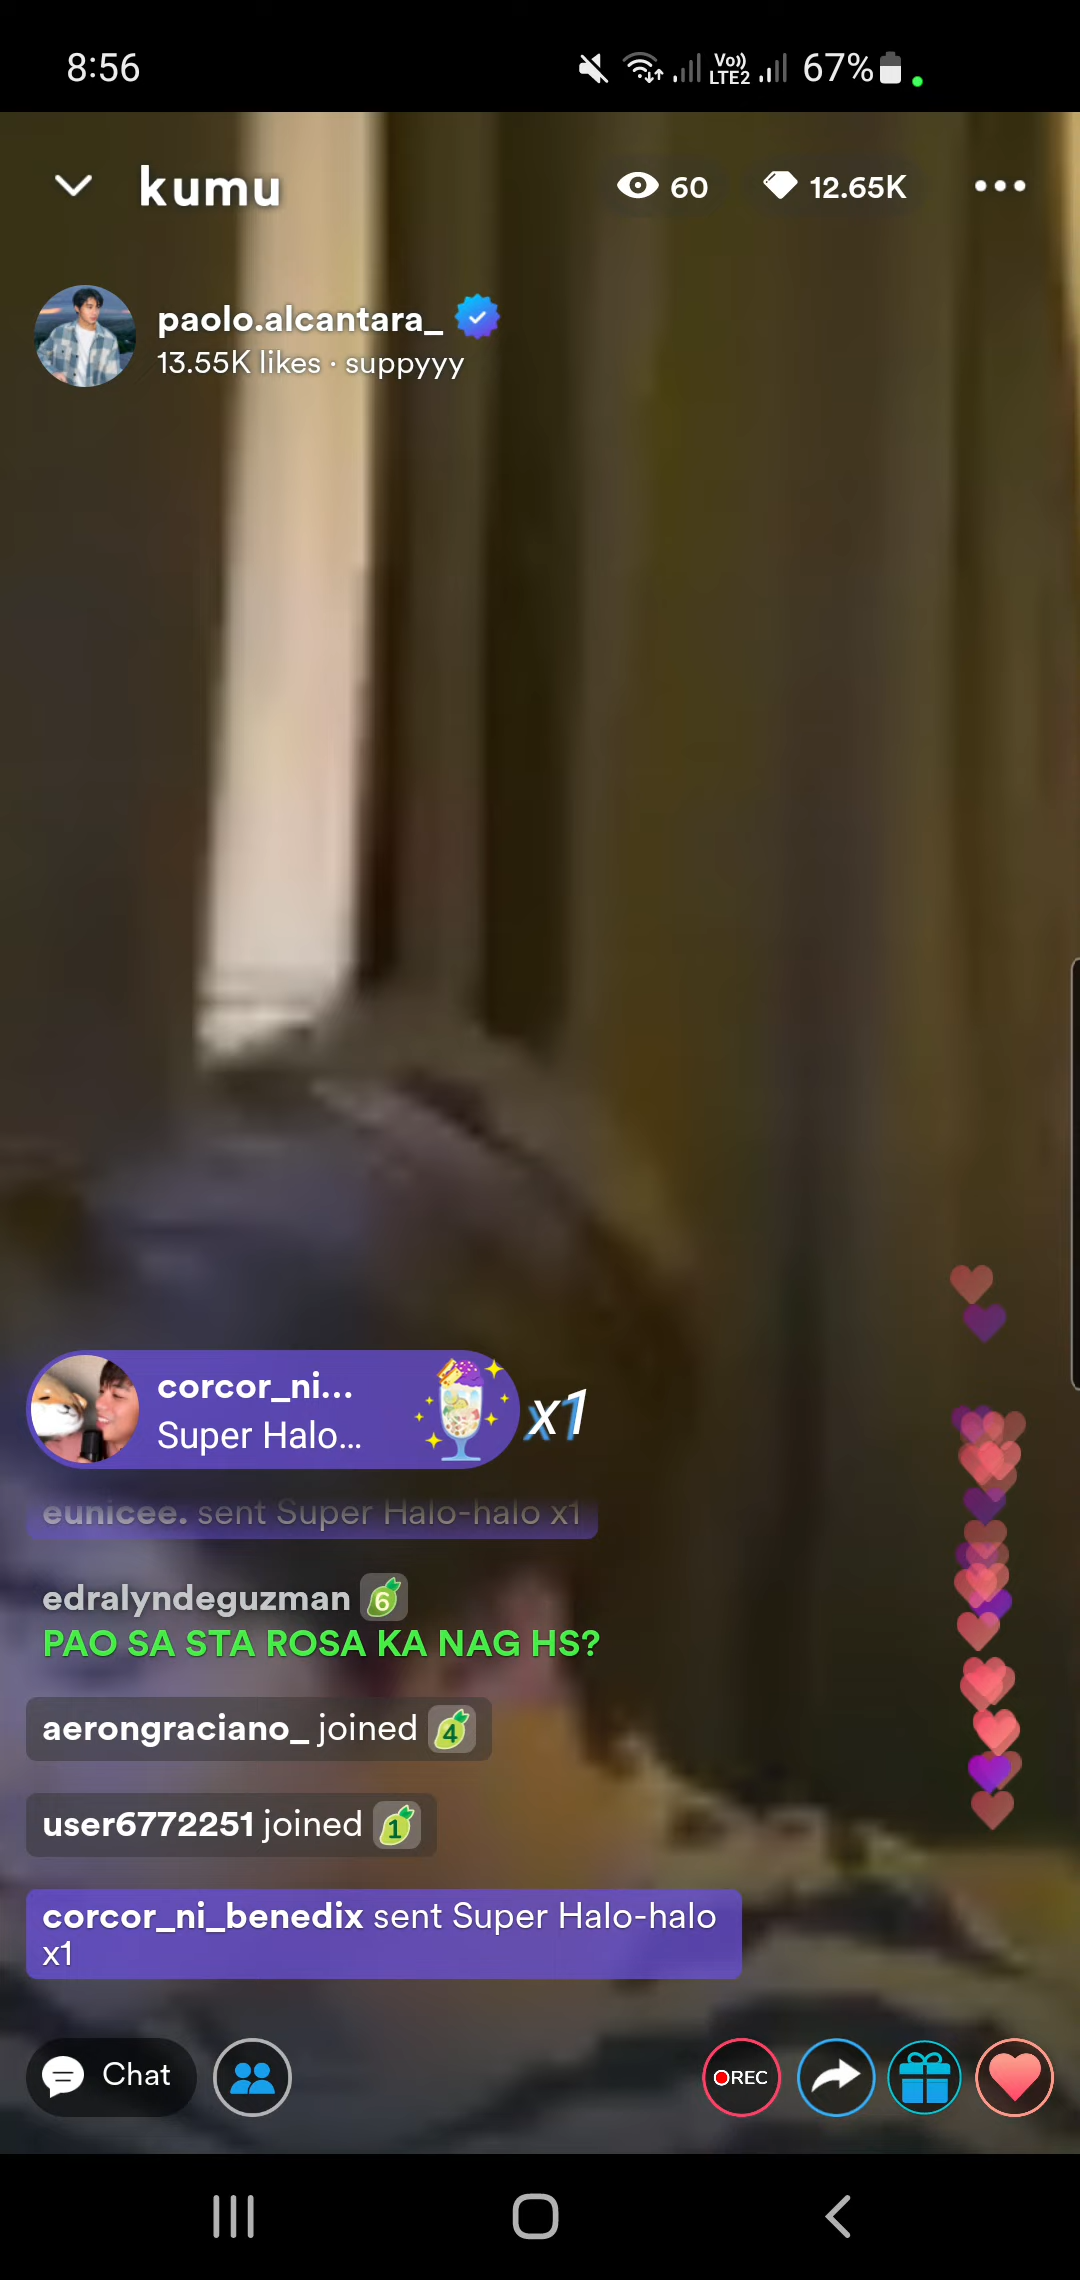 8:56
Vo))
LTE2
67%
kumu
60
12.65K
paolo.alcantara_
13.55K likes · suppyyy
corcor_ni...
Super Halo...
x1
eunicee. sent Super Halo-halo x1
edralyndeguzman 6
PAO SA STA ROSA KA NAG HS?
aerongraciano_ joined 4
user6772251 joined 1
corcor_ni_benedix sent Super Halo-halo
x1
Chat
REC